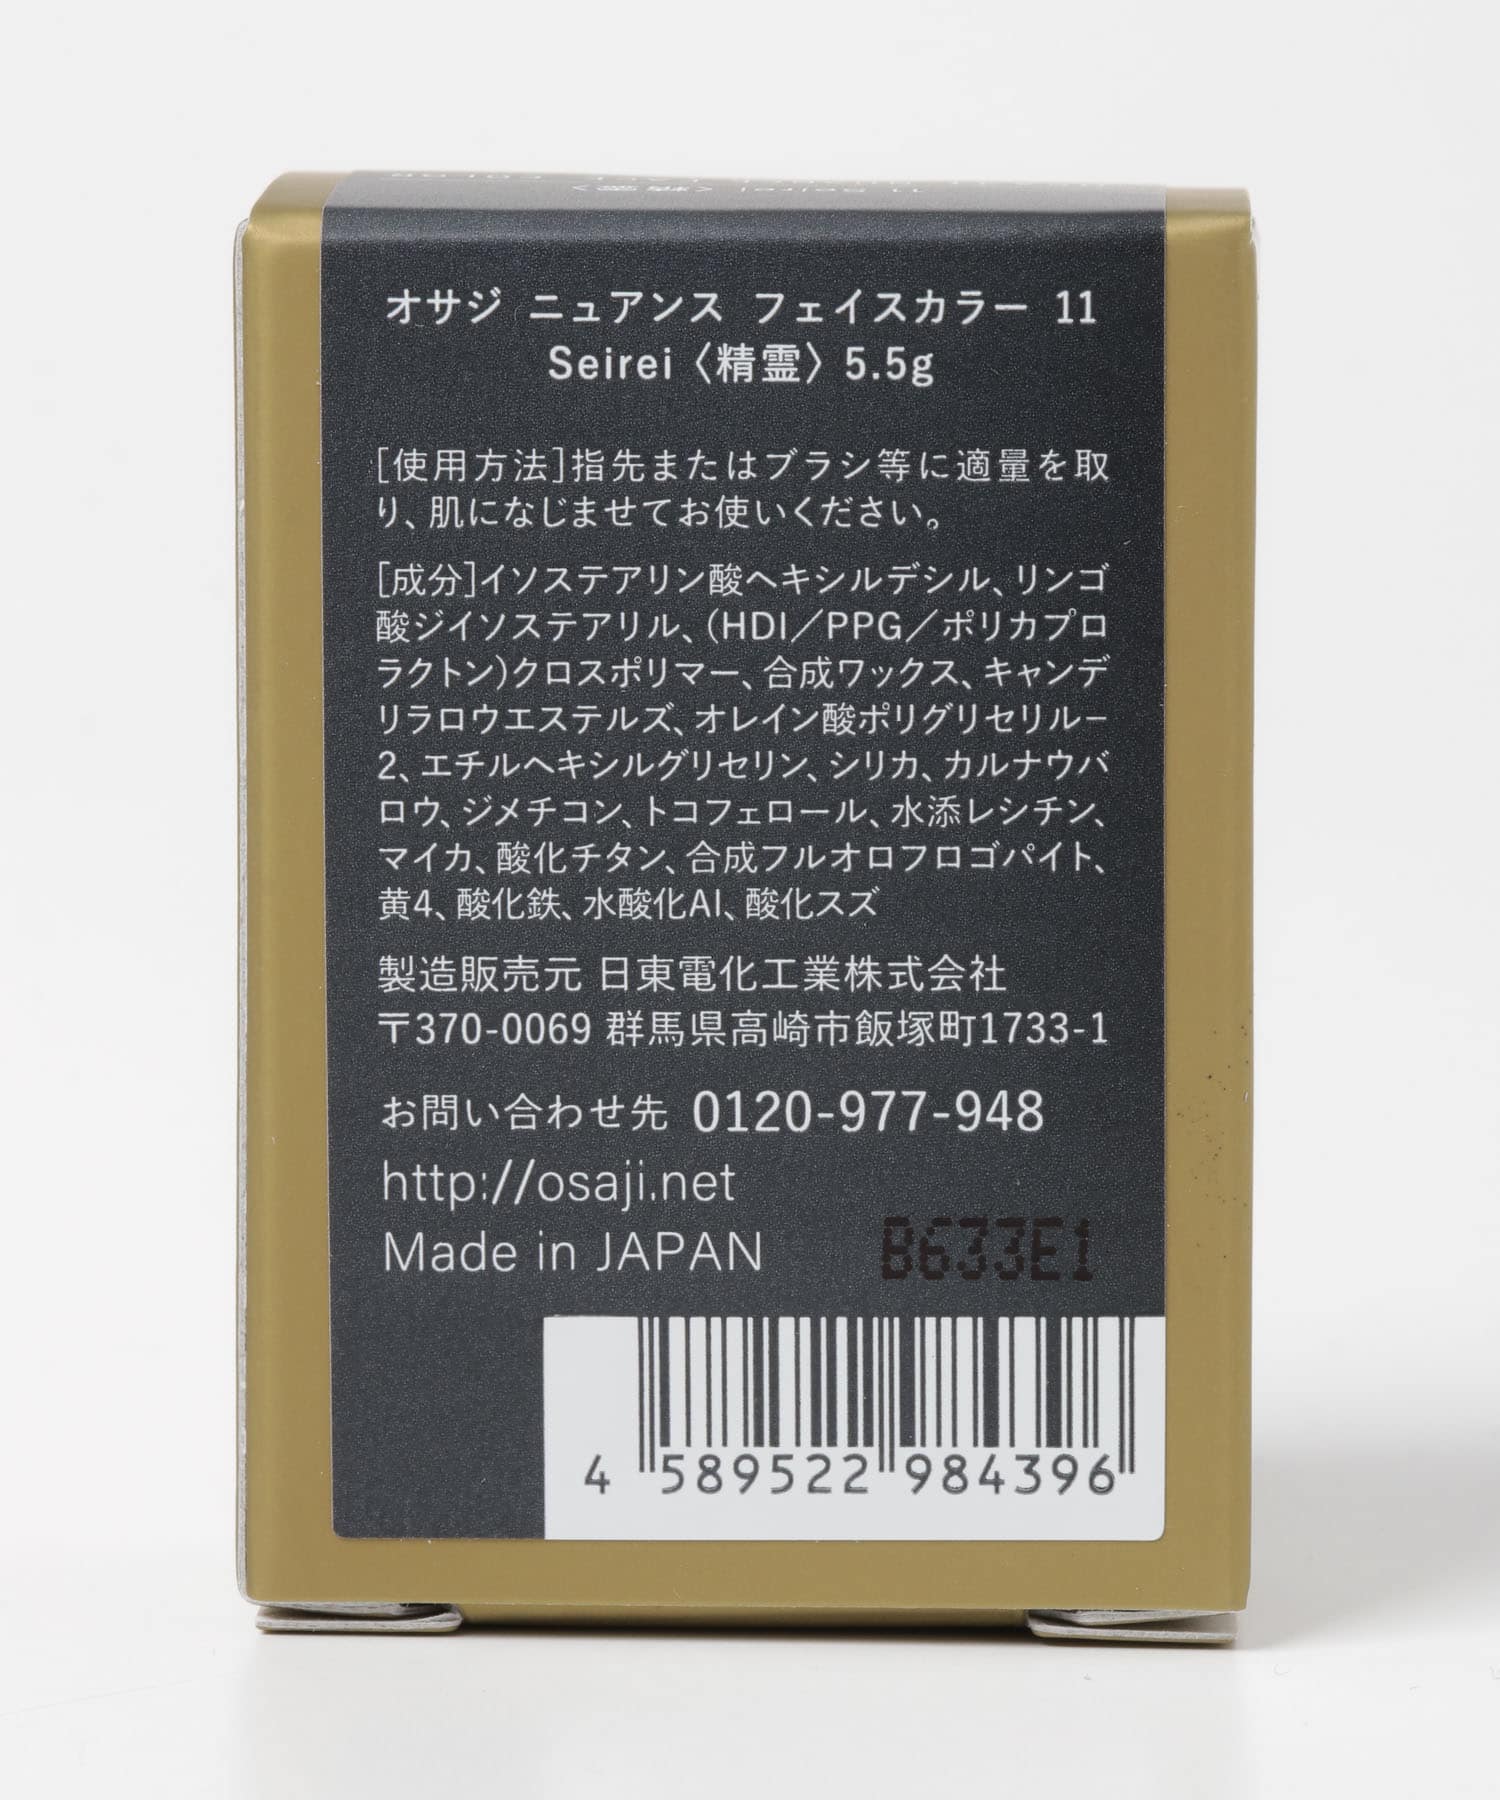 11 Seirei 〈精霊〉
オサジ ニュアンス フェイスカラー 11
Seirei〈精霊〉5.5g
[使用方法]指先またはブラシ等に適量を取
り、肌になじませてお使いください。
[成分]イソステアリン酸ヘキシルデシル、リンゴ
酸ジイソステアリル、(HDI／PPG／ポリカプロ
ラクトン)クロスポリマー、合成ワックス、キャンデ
リラロウエステルズ、オレイン酸ポリグリセリル−
2、エチルヘキシルグリセリン、シリカ、カルナウバ
ロウ、ジメチコン、トコフェロール、水添レシチン、
マイカ、酸化チタン、合成フルオロフロゴパイト、
黄4、酸化鉄、水酸化Al、酸化スズ
製造販売元 日東電化工業株式会社
〒370-0069 群馬県高崎市飯塚町1733-1
お問い合わせ先 0120-977-948
http://osaji.net
Made in JAPAN
B633E1
4 589522 984396